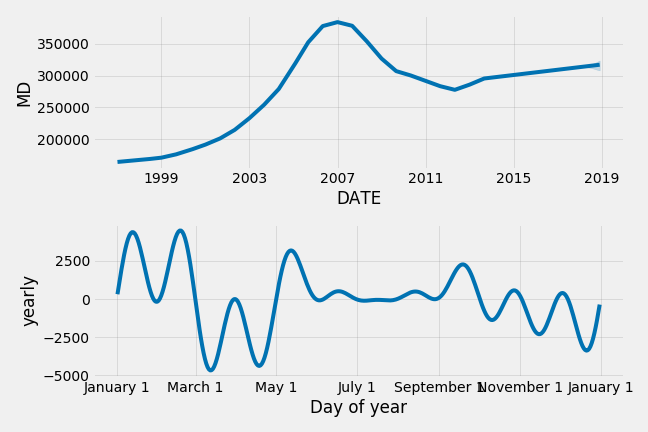 350000
300000
250000
200000
MD
1999 2003 2007 2011 2015 2019
DATE
2500
0
−2500
−5000
yearly
January 1 March 1 May 1 July 1 September 1 November 1 January 1
Day of year